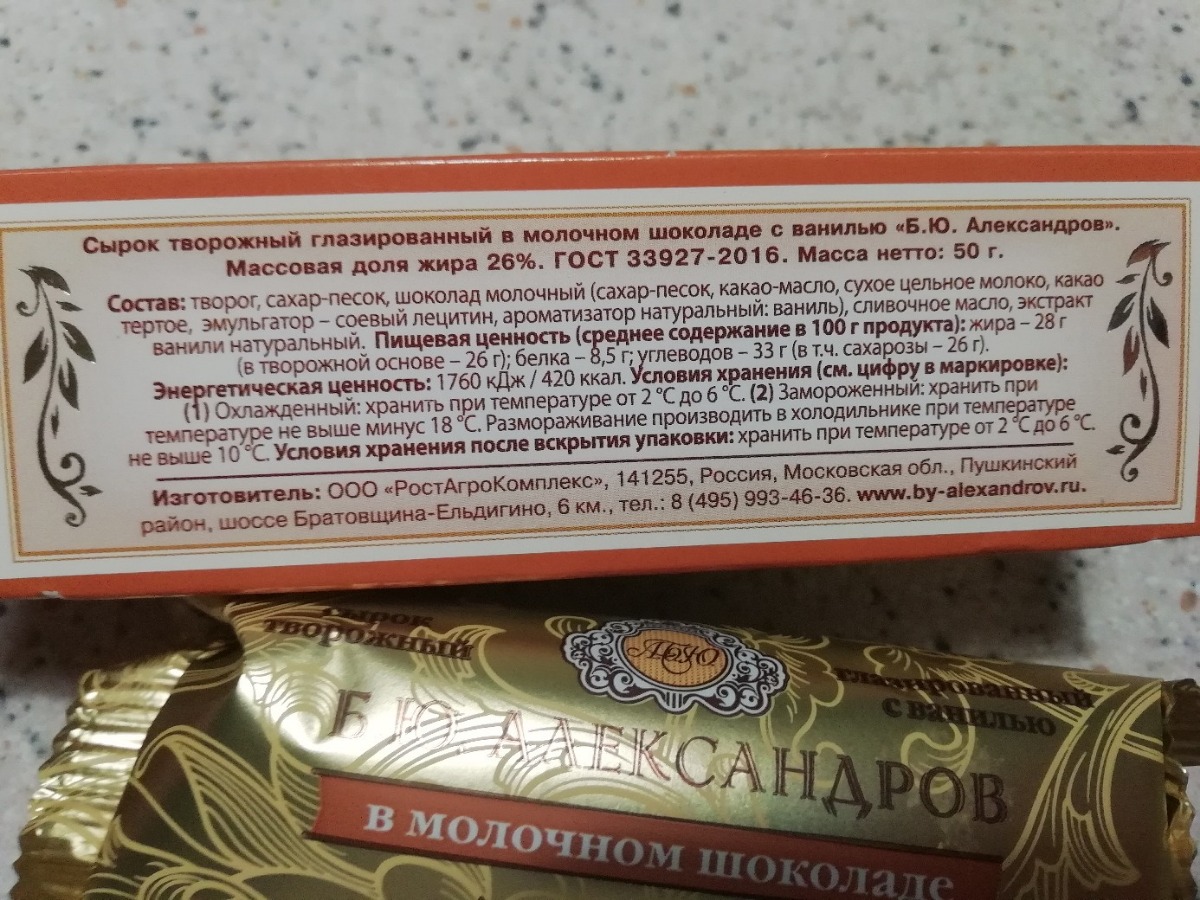 Сырок творожный глазированный в молочном шоколаде с ванилью «Б.Ю. Александров».
Массовая доля жира 26%. ГОСТ 33927-2016. Масса нетто: 50 г.
Состав: творог, сахар-песок, шоколад молочный (сахар-песок, какао-масло, сухое цельное молоко, какао
тертое, эмульгатор – соевый лецитин, ароматизатор натуральный: ваниль), сливочное масло, экстракт
ванили натуральный. Пищевая ценность (среднее содержание в 100 г продукта): жира – 28 г
(в творожной основе – 26 г); белка – 8,5 г; углеводов – 33 г (в т.ч. сахарозы – 26 г).
Энергетическая ценность: 1760 кДж / 420 ккал. Условия хранения (см. цифру в маркировке):
(1) Охлажденный: хранить при температуре от 2 °С до 6 °С. (2) Замороженный: хранить при
температуре не выше минус 18 °С. Размораживание производить в холодильнике при температуре
не выше 10 °С. Условия хранения после вскрытия упаковки: хранить при температуре от 2 °С до 6 °С.
Изготовитель: ООО «РостАгроКомплекс», 141255, Россия, Московская обл., Пушкинский
район, шоссе Братовщина-Ельдигино, 6 км., тел.: 8 (495) 993-46-36. www.by-alexandrov.ru.
сырок
творожный
глазированный
с ванилью
Б.Ю. АЛЕКСАНДРОВ
в молочном шоколаде